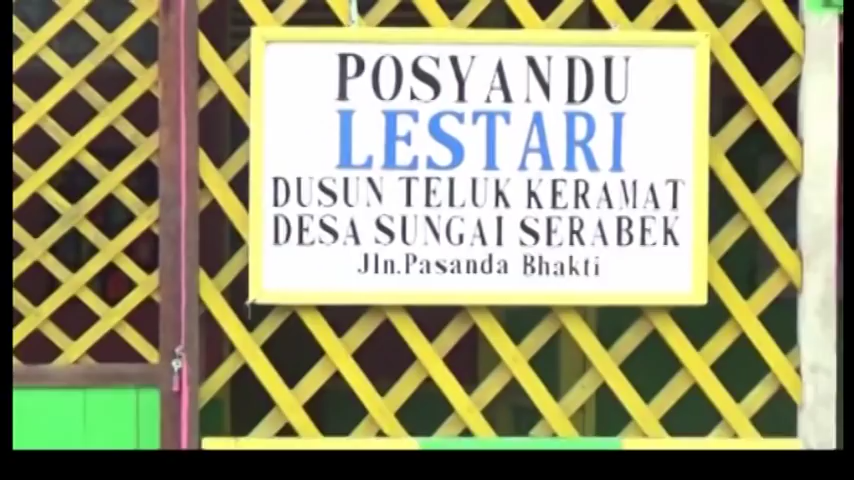 POSYANDU
LESTARI
DUSUN TELUK KERAMAT
DESA SUNGAI SERABEK
Jln.Pasanda Bhakti